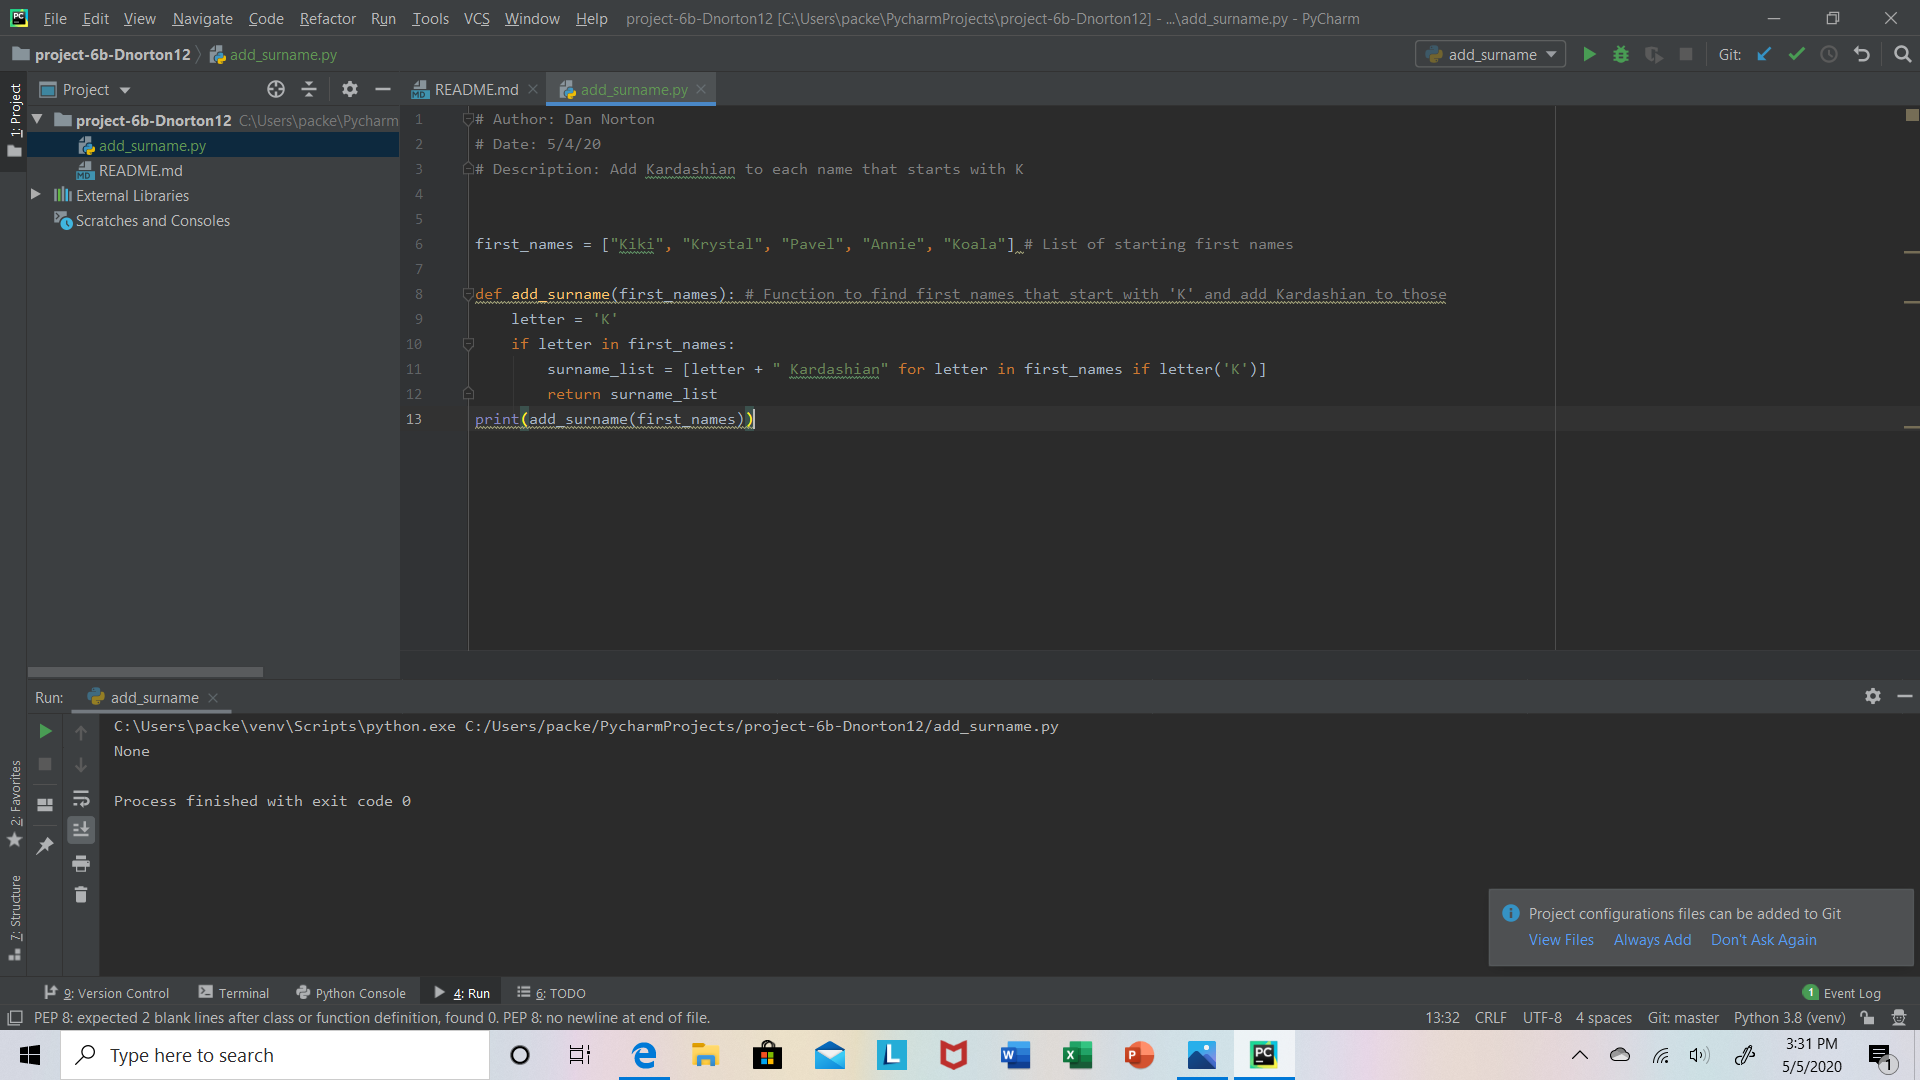 File Edit View Navigate Code Refactor Run Tools VCS Window Help project-6b-Dnorton12 [C:\Users\packe\PycharmProjects\project-6b-Dnorton12] - ...\add_surname.py - PyCharm
project-6b-Dnorton12 add_surname.py add_surname Git:
1: Project
Project README.md add_surname.py
project-6b-Dnorton12 C:\Users\packe\Pycharm
add_surname.py
README.md
External Libraries
Scratches and Consoles
1 # Author: Dan Norton
2 # Date: 5/4/20
3 # Description: Add Kardashian to each name that starts with K
4
5
6 first_names = ["Kiki", "Krystal", "Pavel", "Annie", "Koala"] # List of starting first names
7
8 def add_surname(first_names): # Function to find first names that start with 'K' and add Kardashian to those
9 letter = 'K'
10 if letter in first_names:
11 surname_list = [letter + " Kardashian" for letter in first_names if letter('K')]
12 return surname_list
13 print(add_surname(first_names))
Run: add_surname
C:\Users\packe\venv\Scripts\python.exe C:/Users/packe/PycharmProjects/project-6b-Dnorton12/add_surname.py
None
Process finished with exit code 0
2: Favorites
7: Structure
Project configurations files can be added to Git
View Files Always Add Don't Ask Again
9: Version Control Terminal Python Console 4: Run 6: TODO 1 Event Log
PEP 8: expected 2 blank lines after class or function definition, found 0. PEP 8: no newline at end of file. 13:32 CRLF UTF-8 4 spaces Git: master Python 3.8 (venv)
Type here to search
3:31 PM
5/5/2020
1